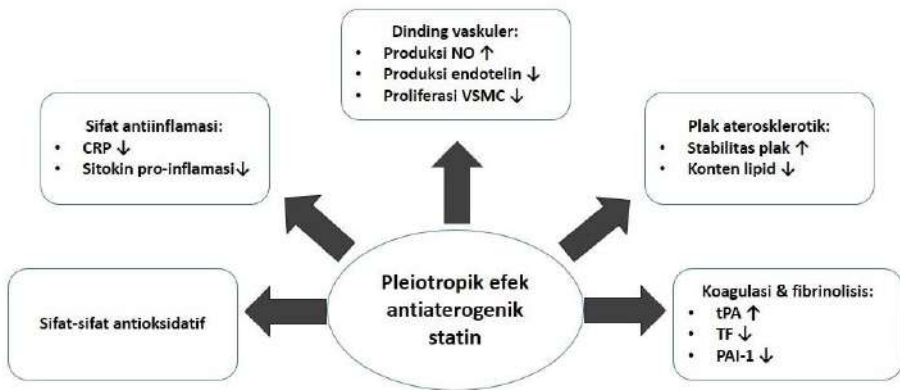 Dinding vaskuler:
• Produksi NO ↑
• Produksi endotelin ↓
• Proliferasi VSMC ↓
Sifat antiinflamasi:
• CRP ↓
• Sitokin pro-inflamasi↓
Plak aterosklerotik:
• Stabilitas plak ↑
• Konten lipid ↓
Pleiotropik efek
antiaterogenik
statin
Sifat-sifat antioksidatif
Koagulasi & fibrinolisis:
• tPA ↑
• TF ↓
• PAI-1 ↓